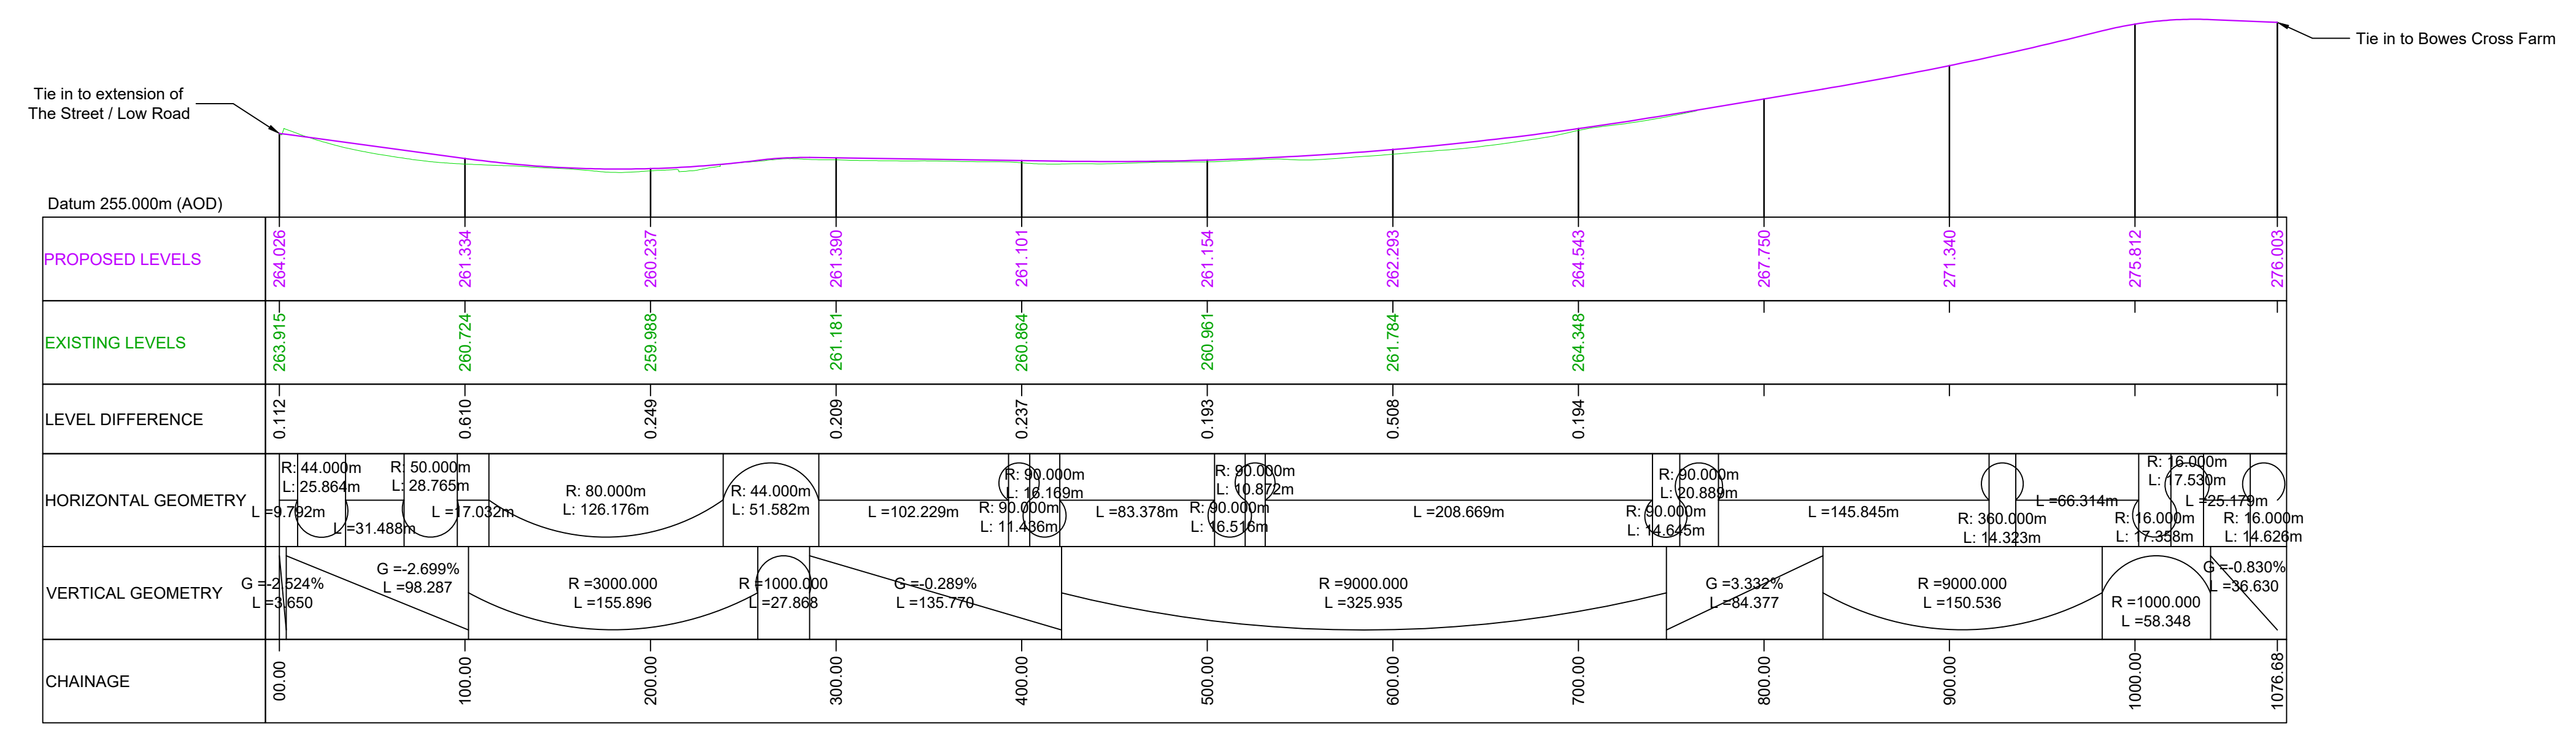 Tie in to Bowes Cross Farm
Tie in to extension of
The Street / Low Road
Datum 255.000m (AOD)
PROPOSED LEVELS
264.026
261.334
260.237
261.390
261.101
261.154
262.293
264.543
267.750
271.340
275.812
276.003
EXISTING LEVELS
263.915
260.724
259.988
261.181
260.864
260.961
261.784
264.348
LEVEL DIFFERENCE
0.112
0.610
0.249
0.209
0.237
0.193
0.508
0.194
HORIZONTAL GEOMETRY
L =9.792m
R: 44.000m
L: 25.864m
L =31.488m
R: 50.000m
L: 28.765m
L =17.032m
R: 80.000m
L: 126.176m
R: 44.000m
L: 51.582m
L =102.229m
R: 90.000m
L: 11.436m
R: 90.000m
L: 16.169m
L =83.378m
R: 90.000m
L: 16.516m
R: 90.000m
L: 10.872m
L =208.669m
R: 90.000m
L: 14.645m
R: 90.000m
L: 20.889m
L =145.845m
R: 360.000m
L: 14.323m
L =66.314m
R: 16.000m
L: 17.358m
R: 16.000m
L: 17.530m
L =25.179m
R: 16.000m
L: 14.626m
VERTICAL GEOMETRY
G =-2.524%
L =3.650
G =-2.699%
L =98.287
R =3000.000
L =155.896
R =1000.000
L =27.868
G =-0.289%
L =135.770
R =9000.000
L =325.935
G =3.332%
L =84.377
R =9000.000
L =150.536
R =1000.000
L =58.348
G =-0.830%
L =36.630
CHAINAGE
00.00
100.00
200.00
300.00
400.00
500.00
600.00
700.00
800.00
900.00
1000.00
1076.68